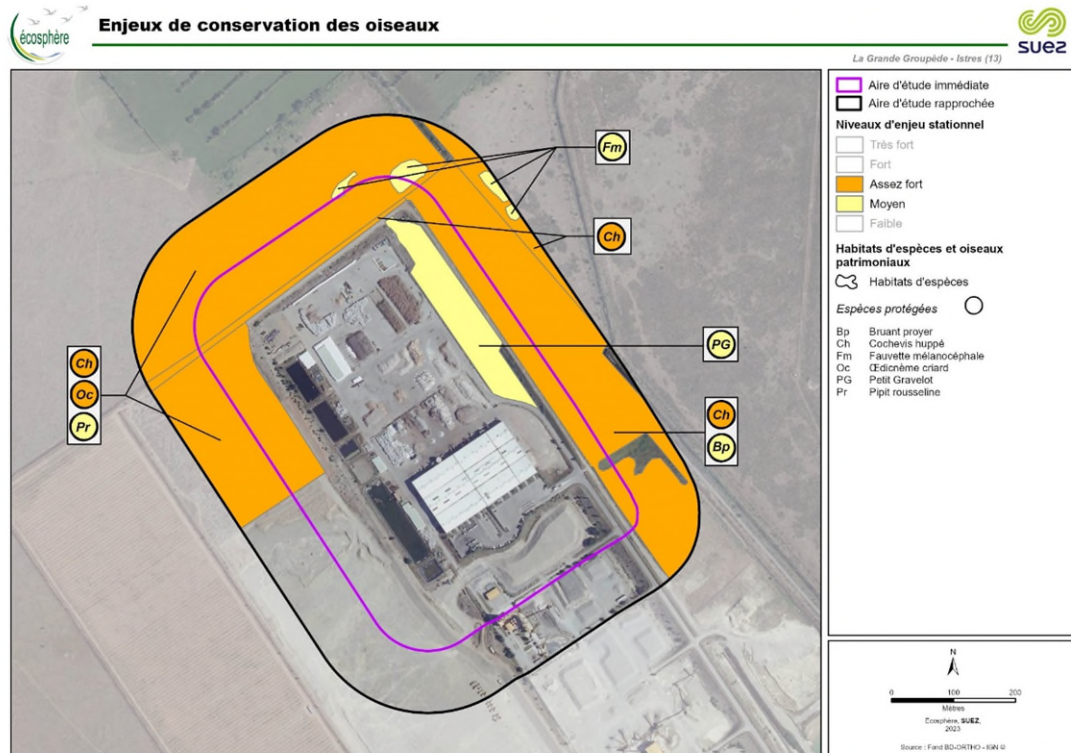 écosphère
Enjeux de conservation des oiseaux
suez
La Grande Groupède - Istres (13)
Aire d'étude immédiate
Aire d'étude rapprochée
Niveaux d'enjeu stationnel
Très fort
Fort
Assez fort
Moyen
Faible
Habitats d'espèces et oiseaux
patrimoniaux
Habitats d'espèces
Espèces protégées
Bp Bruant proyer
Ch Cochevis huppé
Fm Fauvette mélanocéphale
Oc Œdicnème criard
PG Petit Gravelot
Pr Pipit rousseline
Fm
Ch
PG
Ch
Bp
Ch
Oc
Pr
N
0 100 200
Mètres
Ecosphère, SUEZ,
2023
Source : Fond BD-ORTHO - IGN ©